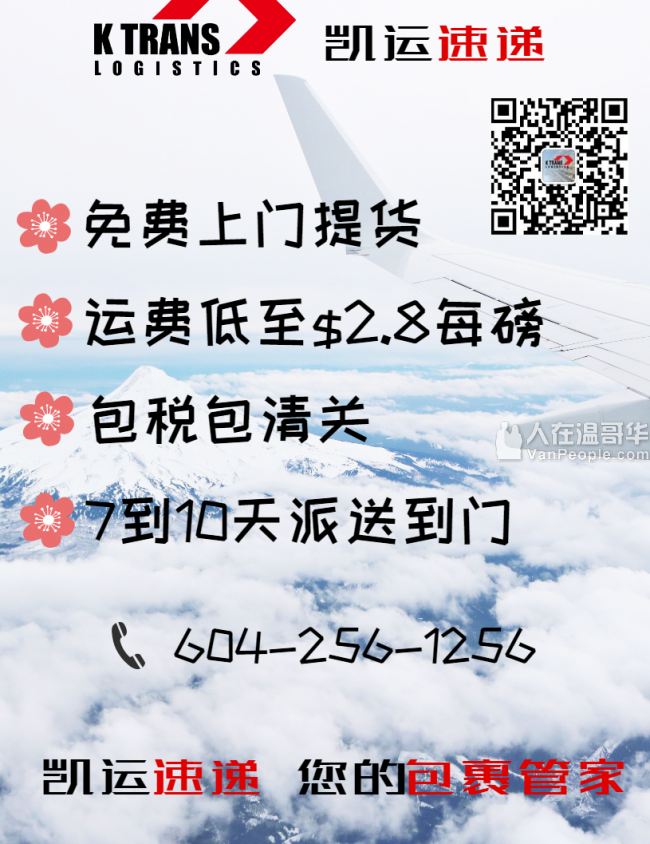 K TRANS
LOGISTICS
凯运速递
免费上门提货
运费低至$2.8每磅
包税包清关
人在温哥华
VanPeople.com
7到10天派送到门
604-256-1256
凯运速递 您的包裹管家